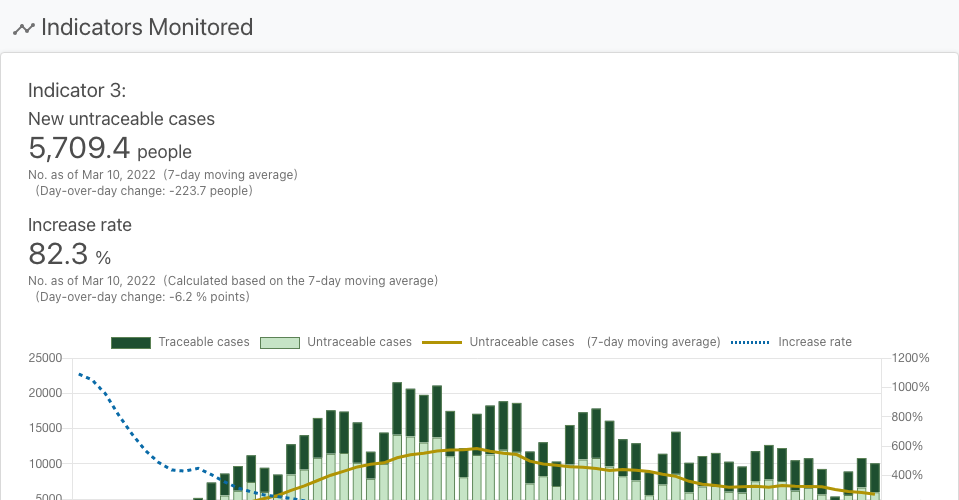 Indicators Monitored
Indicator 3:
New untraceable cases
5,709.4 people
No. as of Mar 10, 2022 (7-day moving average)
(Day-over-day change: -223.7 people)
Increase rate
82.3 %
No. as of Mar 10, 2022 (Calculated based on the 7-day moving average)
(Day-over-day change: -6.2 % points)
Traceable cases Untraceable cases Untraceable cases (7-day moving average) Increase rate
25000 1200%
20000 1000%
15000 800%
10000 600%
5000 400%